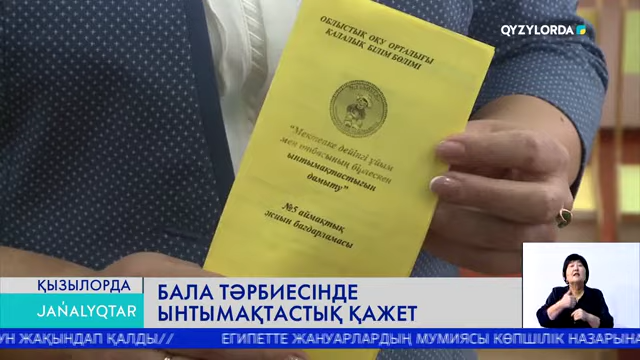 QYZYLORDA
ОБЛЫСТЫҚ ОҚУ ОРТАЛЫҒЫ
ҚАЛАЛЫҚ БІЛІМ БӨЛІМІ
"Мектепке дейінгі ұйым
мен отбасының бірлескен
ынтымақтастығын
дамыту"
№5 аймақтық
жиын бағдарламасы
ҚЫЗЫЛОРДА
JAŃALYQTAR
БАЛА ТӘРБИЕСІНДЕ
ЫНТЫМАҚТАСТЫҚ ҚАЖЕТ
ЖАҚЫНДАП ҚАЛДЫ// ЕГИПЕТТЕ ЖАНУАРЛАРДЫҢ МУМИЯСЫ КӨПШІЛІК НАЗАРЫНА